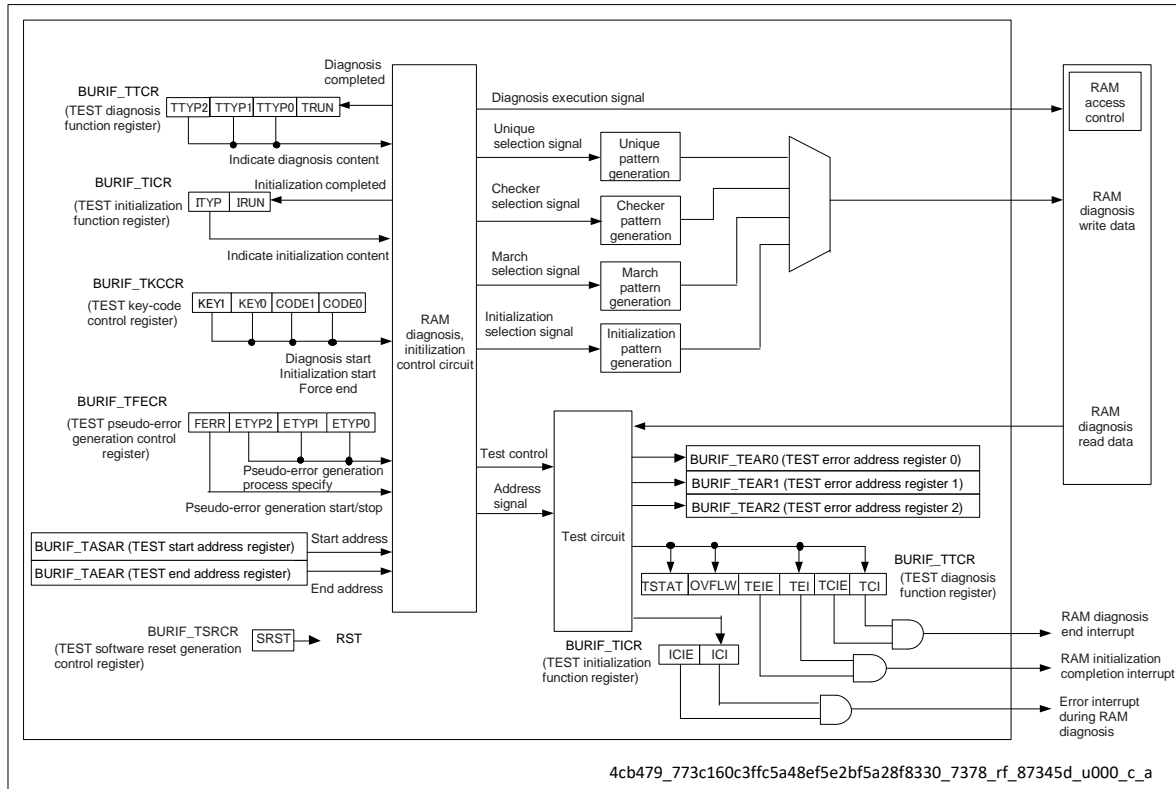 Diagnosis
completed
BURIF_TTCR
(TEST diagnosis
function register)
TTYP2 TTYP1 TTYP0 TRUN
Indicate diagnosis content
BURIF_TICR
(TEST initialization
function register)
Initialization completed
ITYP IRUN
Indicate initialization content
BURIF_TKCCR
(TEST key-code
control register)
KEY1 KEY0 CODE1 CODE0
Diagnosis start
Initialization start
Force end
BURIF_TFECR
(TEST pseudo-error
generation control
register)
FERR ETYP2 ETYP1 ETYP0
Pseudo-error generation
process specify
Pseudo-error generation start/stop
BURIF_TASAR (TEST start address register)
Start address
BURIF_TAEAR (TEST end address register)
End address
BURIF_TSRCR
(TEST software reset generation
control register)
SRST
RST
RAM
diagnosis,
initilization
control circuit
Diagnosis execution signal
Unique
selection signal
Unique
pattern
generation
Checker
selection signal
Checker
pattern
generation
March
selection signal
March
pattern
generation
Initialization
selection signal
Initialization
pattern
generation
RAM
access
control
RAM
diagnosis
write data
RAM
diagnosis
read data
Test control
Address
signal
Test circuit
BURIF_TEAR0 (TEST error address register 0)
BURIF_TEAR1 (TEST error address register 1)
BURIF_TEAR2 (TEST error address register 2)
BURIF_TTCR
(TEST diagnosis
function register)
TSTAT OVFLW TEIE TEI TCIE TCI
BURIF_TICR
(TEST initialization
function register)
ICIE ICI
RAM diagnosis
end interrupt
RAM initialization
completion interrupt
Error interrupt
during RAM
diagnosis
4cb479_773c160c3ffc5a48ef5e2bf5a28f8330_7378_rf_87345d_u000_c_a